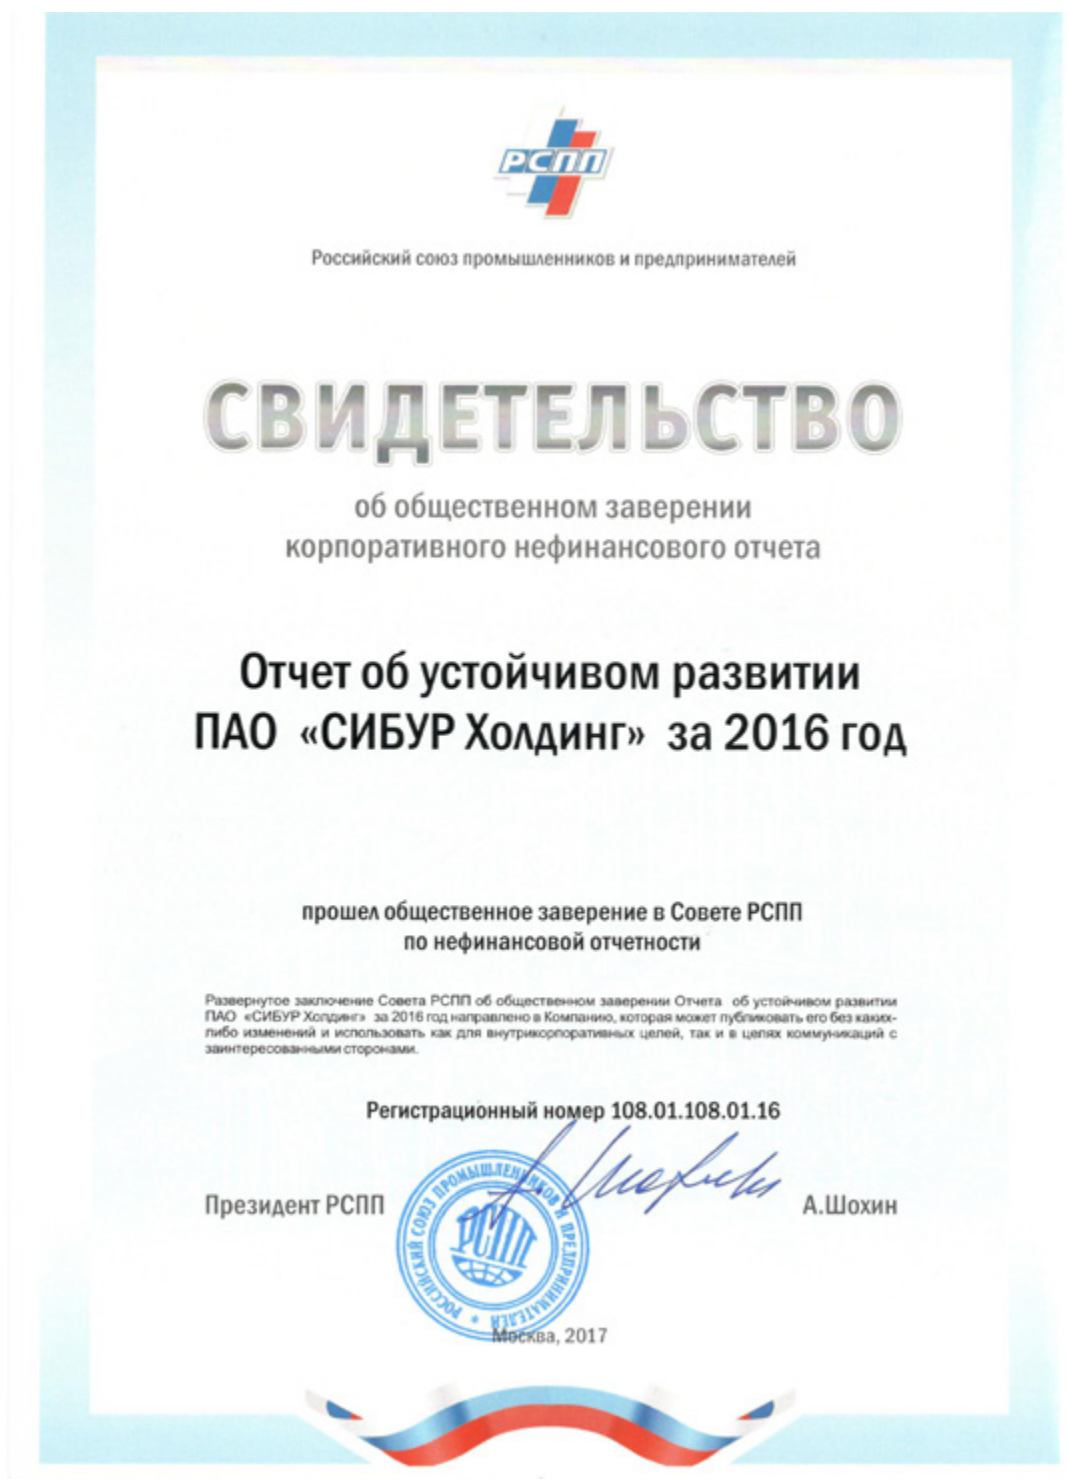 РСПП
Российский союз промышленников и предпринимателей
СВИДЕТЕЛЬСТВО
об общественном заверении
корпоративного нефинансового отчета
Отчет об устойчивом развитии
ПАО «СИБУР Холдинг» за 2016 год
прошел общественное заверение в Совете РСПП
по нефинансовой отчетности
Развернутое заключение Совета РСПП об общественном заверении Отчета об устойчивом развитии
ПАО «СИБУР Холдинг» за 2016 год направлено в Компанию, которая может публиковать его без каких-
либо изменений и использовать как для внутрикорпоративных целей, так и в целях коммуникаций с
заинтересованными сторонами.
Регистрационный номер 108.01.108.01.16
Президент РСПП
РОССИЙСКИЙ СОЮЗ ПРОМЫШЛЕННИКОВ И ПРЕДПРИНИМАТЕЛЕЙ
РСПП
А.Шохин
Москва, 2017